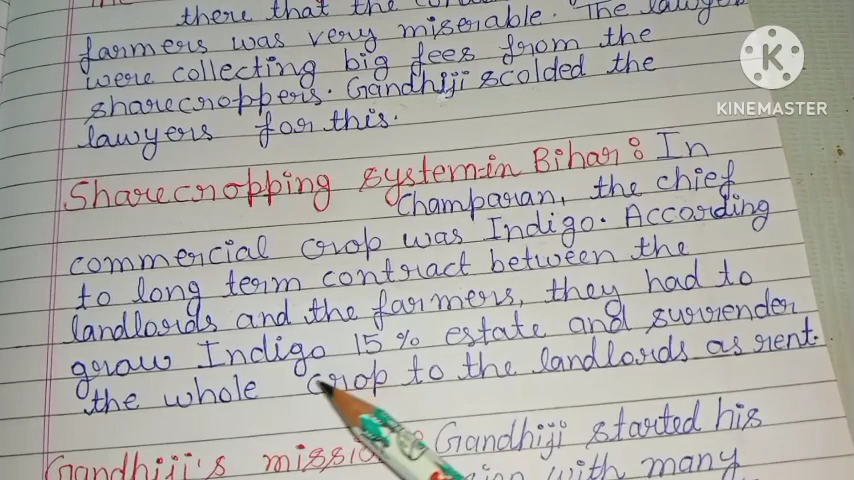 there that the
farmers was very miserable. The lawyer
were collecting big fees from the
sharecroppers. Gandhiji scolded the
lawyers for this.
Sharecropping system in Bihar: In
Champaran, the chief
commercial crop was Indigo. According
to long term contract between the
landlords and the farmers, they had to
grow Indigo 15% estate and surrender
the whole crop to the landlords as rent.
Gandhiji's mission: Gandhiji started his
with many
K
KINEMASTER